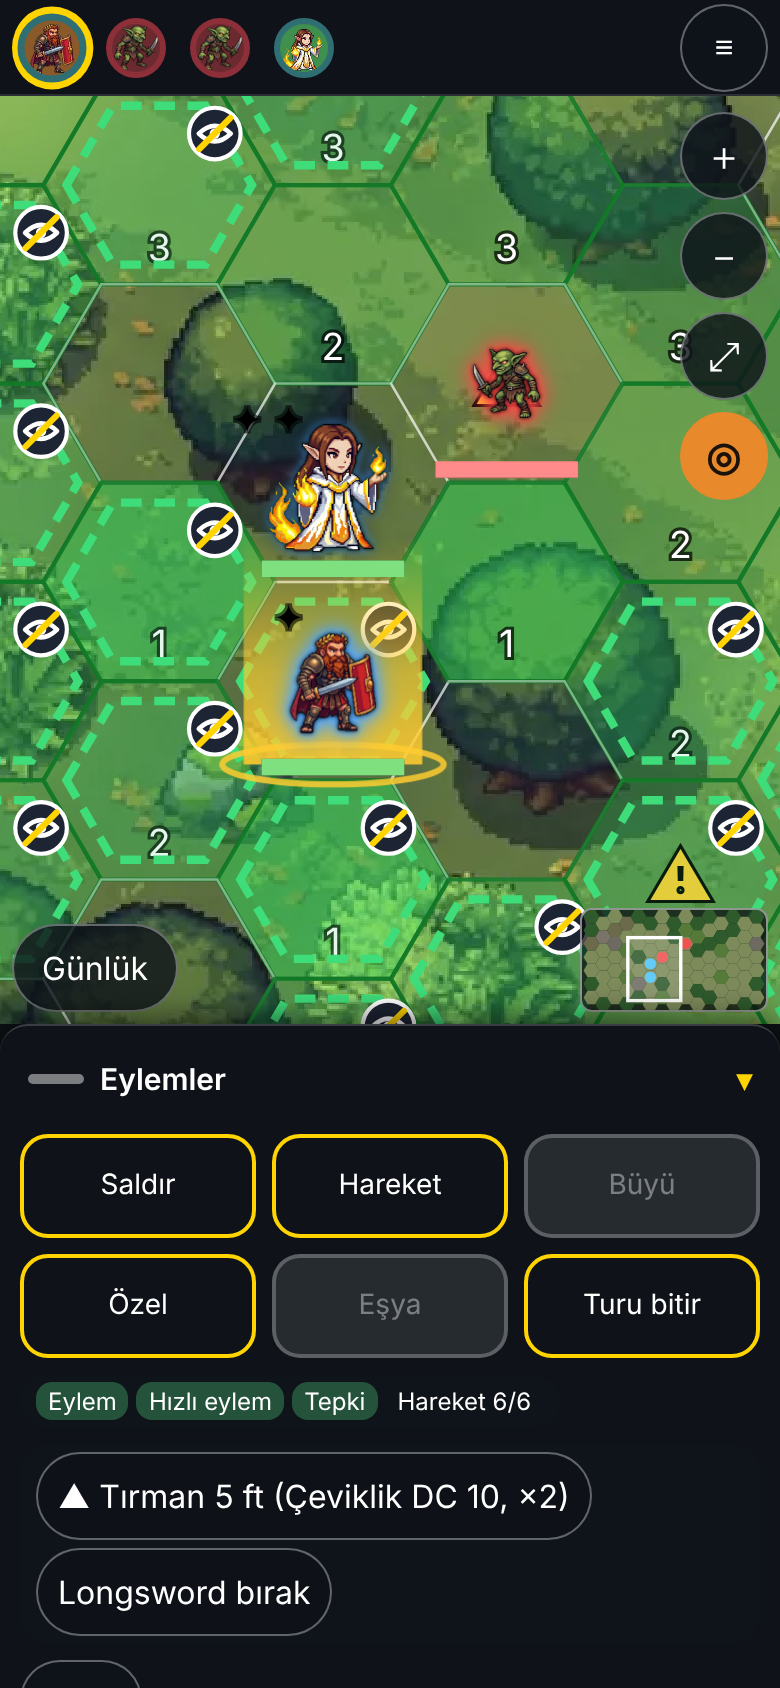 3
3
3
2
3
2
1
1
2
2
1
Günlük
Eylemler
Saldır
Hareket
Büyü
Özel
Eşya
Turu bitir
Eylem
Hızlı eylem
Tepki
Hareket 6/6
▲ Tırman 5 ft (Çeviklik DC 10, ×2)
Longsword bırak